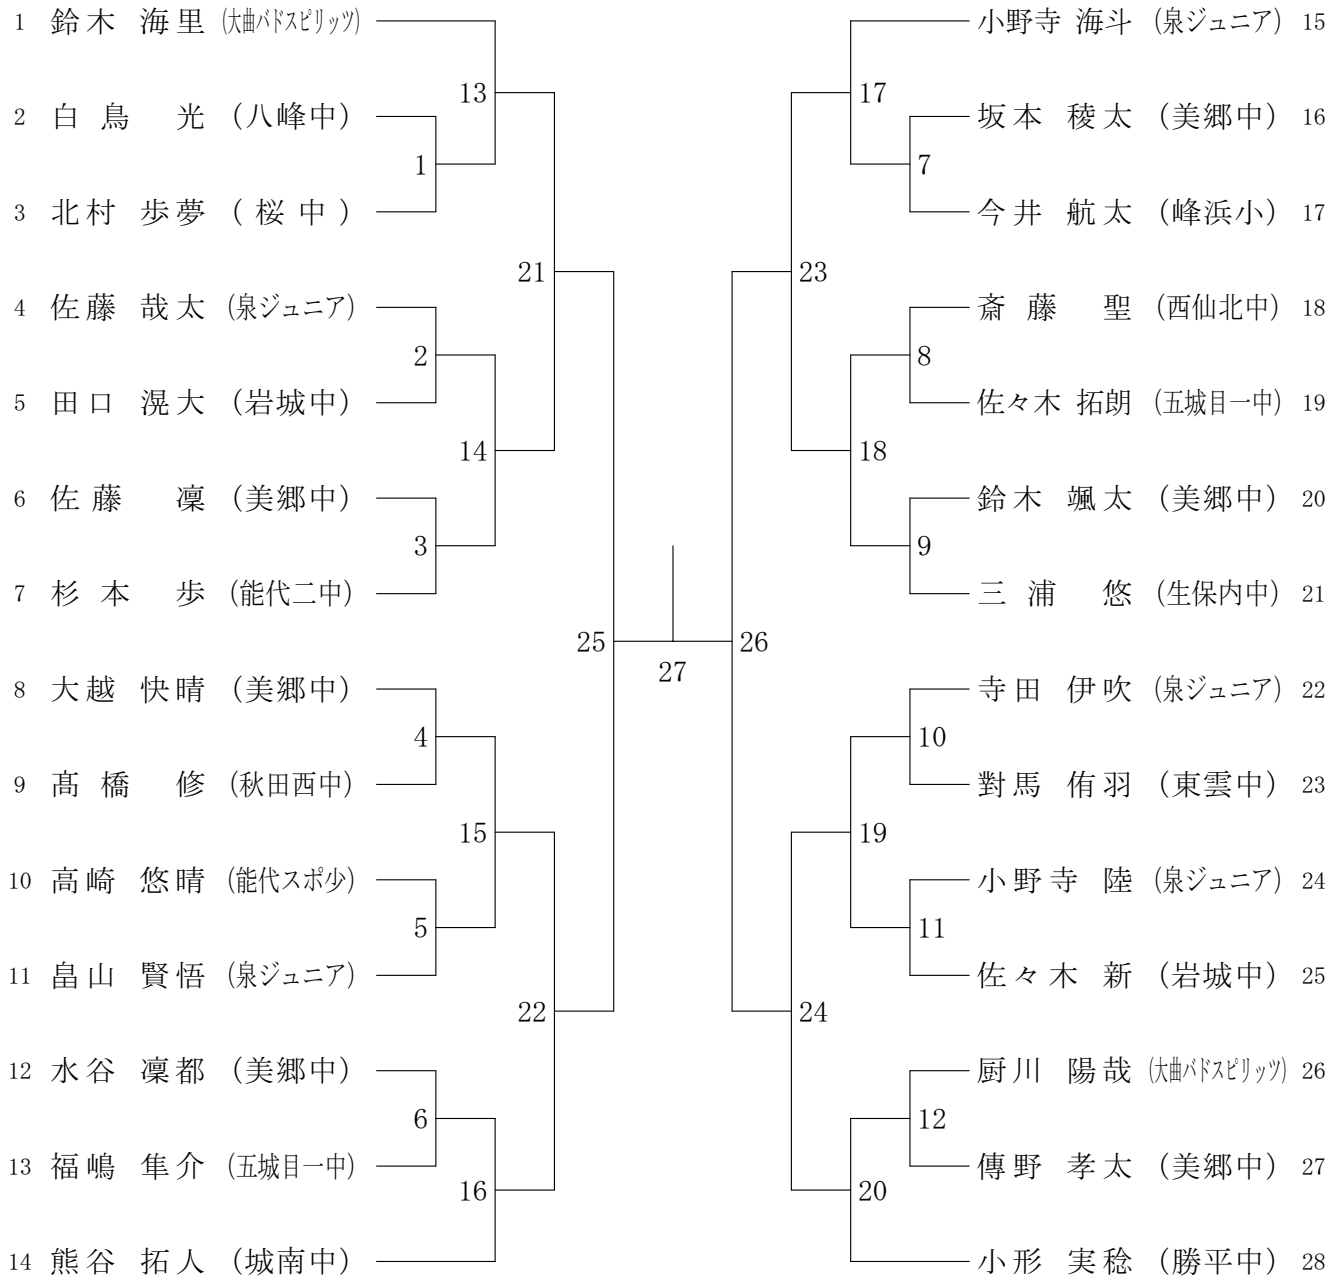 1 鈴木 海里 (大曲バドスピリッツ)
2 白鳥 光 (八峰中)
3 北村 歩夢 (桜中)
4 佐藤 哉太 (泉ジュニア)
5 田口 滉大 (岩城中)
6 佐藤 凜 (美郷中)
7 杉本 歩 (能代二中)
8 大越 快晴 (美郷中)
9 髙橋 修 (秋田西中)
10 高崎 悠晴 (能代スポ少)
11 畠山 賢悟 (泉ジュニア)
12 水谷 凜都 (美郷中)
13 福嶋 隼介 (五城目一中)
14 熊谷 拓人 (城南中)
13
1
21
2
14
3
25
4
15
5
22
6
16
27
小野寺 海斗 (泉ジュニア) 15
坂本 稜太 (美郷中) 16
今井 航太 (峰浜小) 17
斎藤 聖 (西仙北中) 18
佐々木 拓朗 (五城目一中) 19
鈴木 颯太 (美郷中) 20
三浦 悠 (生保内中) 21
寺田 伊吹 (泉ジュニア) 22
對馬 侑羽 (東雲中) 23
小野寺 陸 (泉ジュニア) 24
佐々木 新 (岩城中) 25
厨川 陽哉 (大曲バドスピリッツ) 26
傳野 孝太 (美郷中) 27
小形 実稔 (勝平中) 28
17
7
23
8
18
9
26
10
19
11
24
12
20